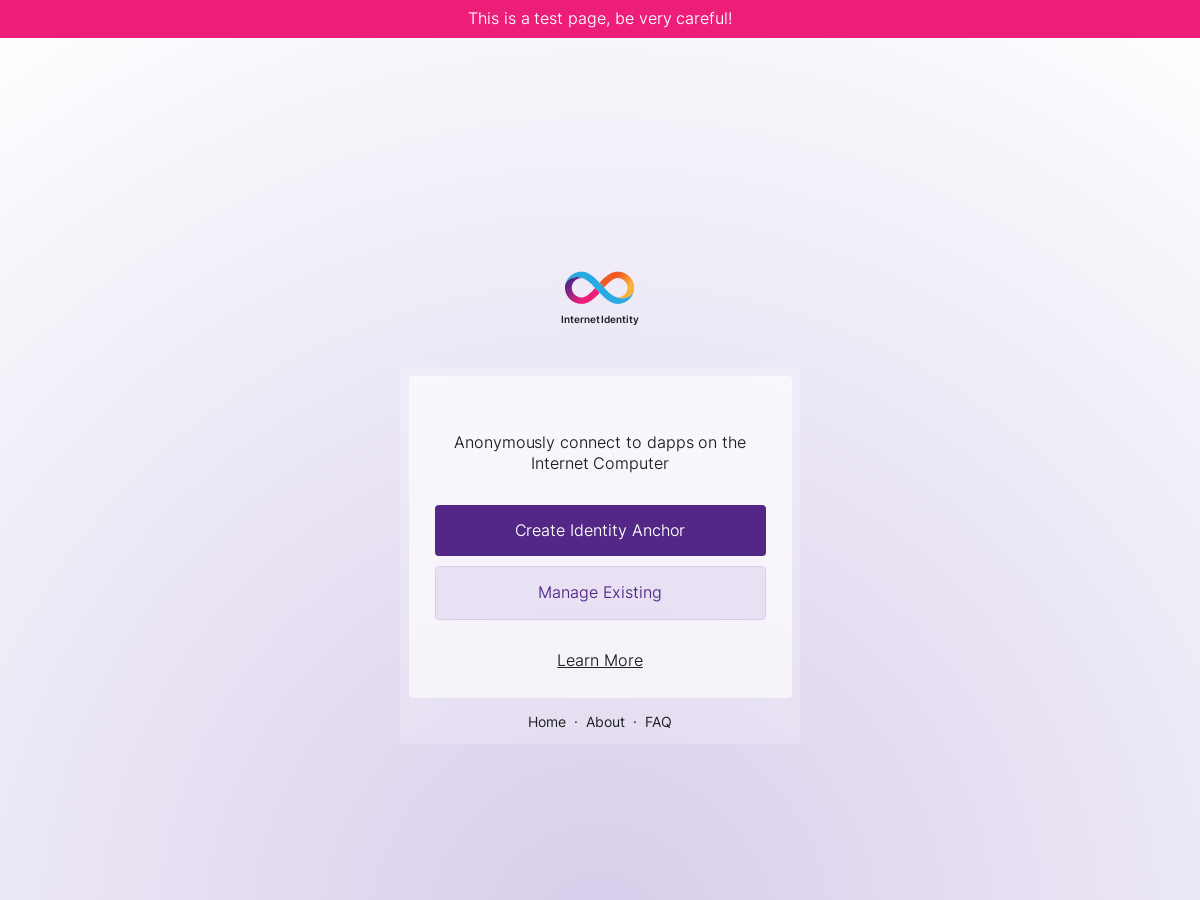 This is a test page, be very careful!
Internet Identity
Anonymously connect to dapps on the
Internet Computer
Create Identity Anchor
Manage Existing
Learn More
Home · About · FAQ